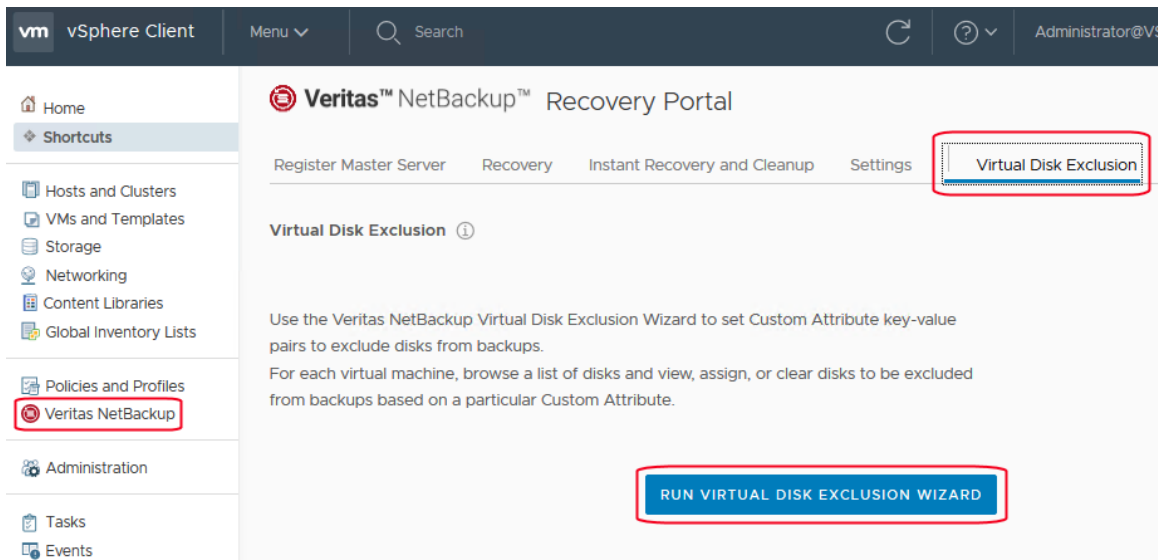 vm vSphere Client Menu Search Administrator@VS
Home
Shortcuts
Hosts and Clusters
VMs and Templates
Storage
Networking
Content Libraries
Global Inventory Lists
Policies and Profiles
Veritas NetBackup
Administration
Tasks
Events
Veritas™ NetBackup™ Recovery Portal
Register Master Server Recovery Instant Recovery and Cleanup Settings Virtual Disk Exclusion
Virtual Disk Exclusion
Use the Veritas NetBackup Virtual Disk Exclusion Wizard to set Custom Attribute key-value
pairs to exclude disks from backups.
For each virtual machine, browse a list of disks and view, assign, or clear disks to be excluded
from backups based on a particular Custom Attribute.
RUN VIRTUAL DISK EXCLUSION WIZARD